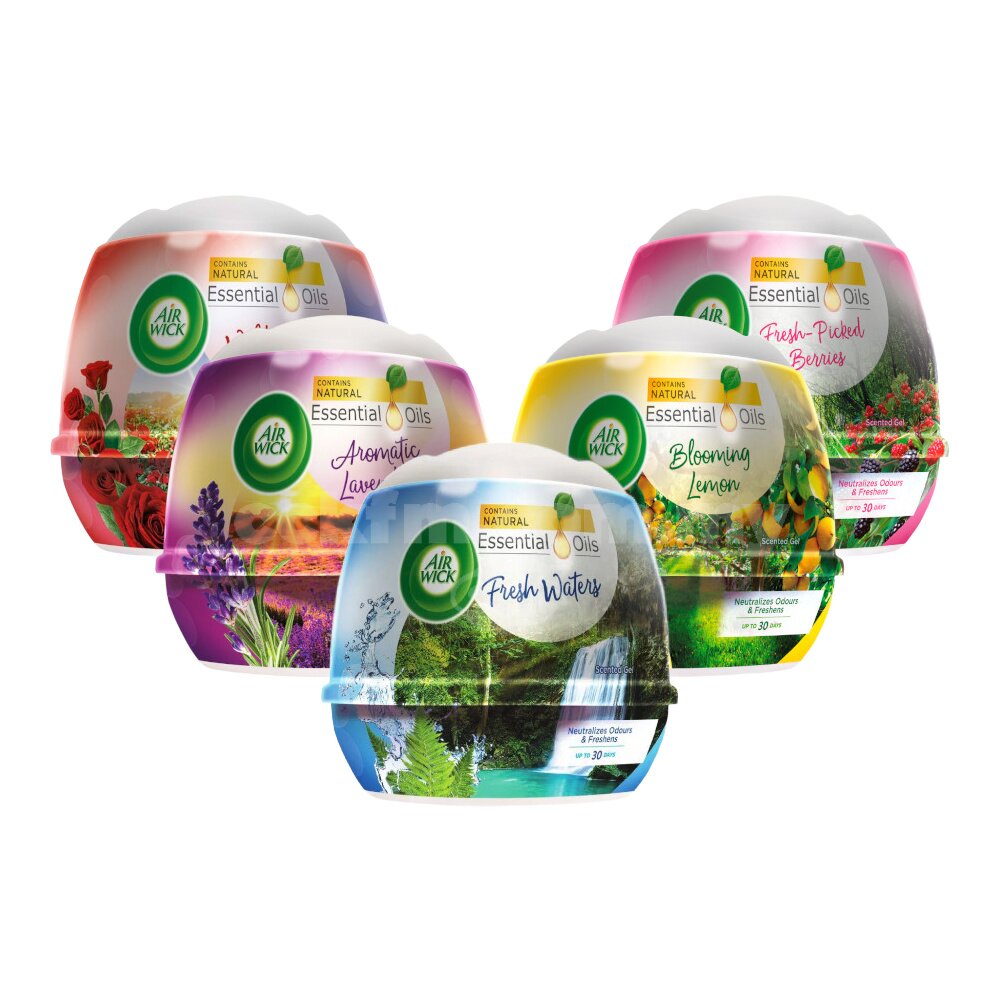 CONTAINS
NATURAL
Essential Oils
AIR
WICK
CONTAINS
NATURAL
Essential Oils
AIR
Fresh-Picked
Berries
Scented Gel
Neutralizes Odours
& Freshens
UP TO 30 DAYS
CONTAINS
NATURAL
Essential Oils
AIR
WICK
Aromatic
CONTAINS
NATURAL
Essential Oils
AIR
WICK
Blooming
Lemon
Scented Gel
Neutralizes Odours
& Freshens
UP TO 30 DAYS
CONTAINS
NATURAL
Essential Oils
AIR
WICK
Fresh Waters
Scented Gel
Neutralizes Odours
& Freshens
UP TO 30 DAYS